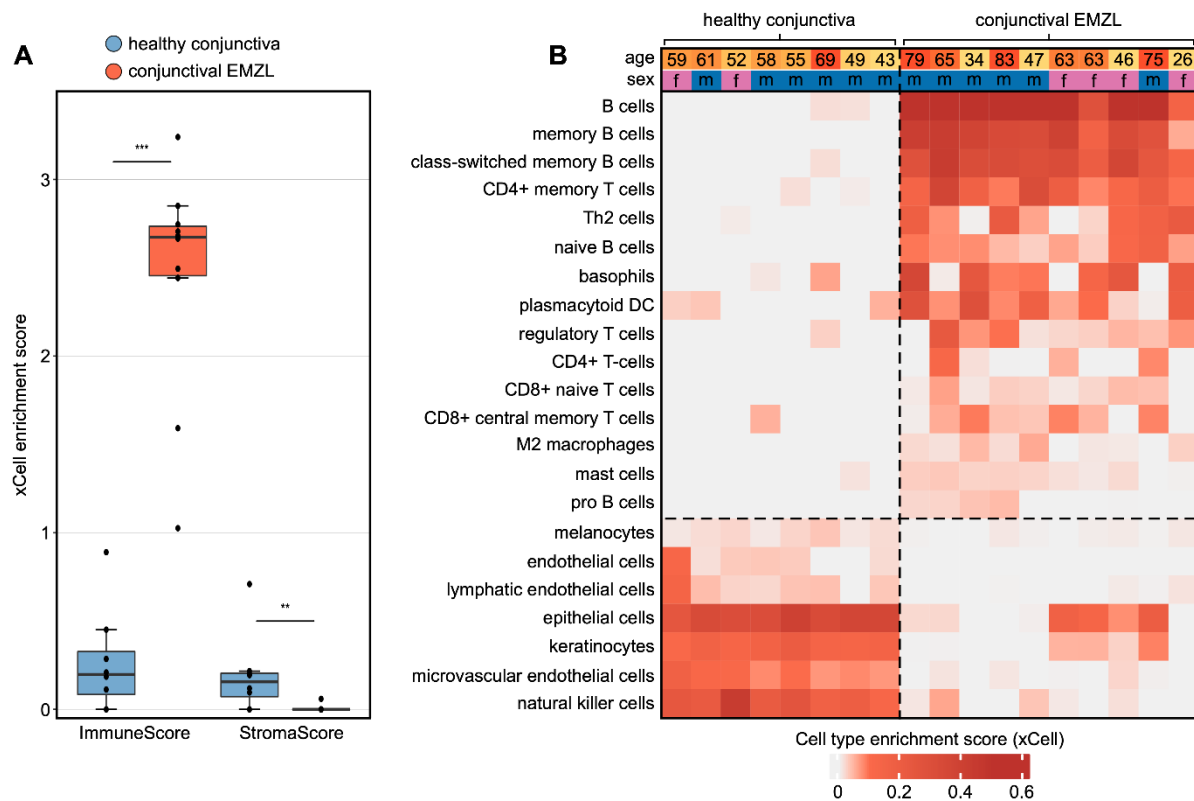 A
healthy conjunctiva
conjunctival EMZL
xCell enrichment score
3
2
1
0
***
**
ImmuneScore StromaScore
B
healthy conjunctiva conjunctival EMZL
age 59 61 52 58 55 69 49 43 79 65 34 83 47 63 63 46 75 26
sex f m f m m m m m m m m m m f f f m f
B cells
memory B cells
class-switched memory B cells
CD4+ memory T cells
Th2 cells
naive B cells
basophils
plasmacytoid DC
regulatory T cells
CD4+ T-cells
CD8+ naive T cells
CD8+ central memory T cells
M2 macrophages
mast cells
pro B cells
melanocytes
endothelial cells
lymphatic endothelial cells
epithelial cells
keratinocytes
microvascular endothelial cells
natural killer cells
Cell type enrichment score (xCell)
0 0.2 0.4 0.6